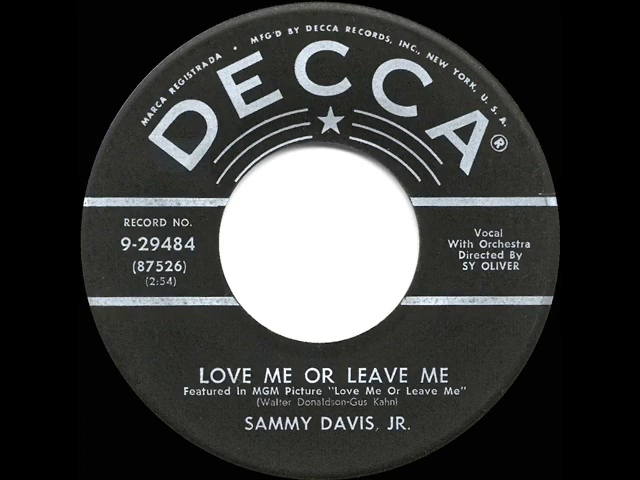 MARCA REGISTRADA • MFG'D BY DECCA RECORDS, INC., NEW YORK, U. S. A.
DECCA®
RECORD NO.
9-29484
(87526)
(2:54)
Vocal
With Orchestra
Directed By
SY OLIVER
LOVE ME OR LEAVE ME
Featured In MGM Picture "Love Me Or Leave Me"
(Walter Donaldson-Gus Kahn)
SAMMY DAVIS, JR.